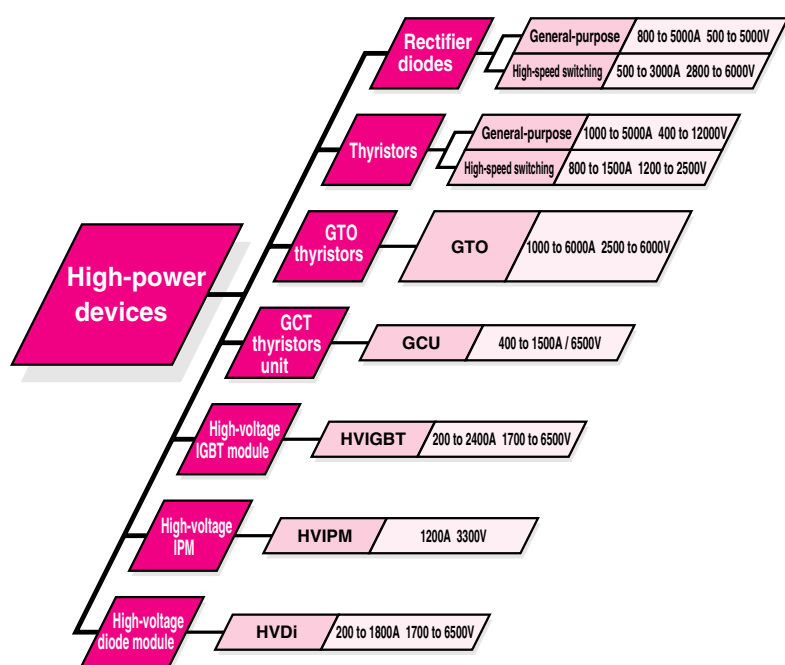 High-power
devices
Rectifier
diodes
General-purpose 800 to 5000A 500 to 5000V
High-speed switching 500 to 3000A 2800 to 6000V
Thyristors
General-purpose 1000 to 5000A 400 to 12000V
High-speed switching 800 to 1500A 1200 to 2500V
GTO
thyristors
GTO 1000 to 6000A 2500 to 6000V
GCT
thyristors
unit
GCU 400 to 1500A / 6500V
High-voltage
IGBT module
HVIGBT 200 to 2400A 1700 to 6500V
High-voltage
IPM
HVIPM 1200A 3300V
High-voltage
diode module
HVDi 200 to 1800A 1700 to 6500V